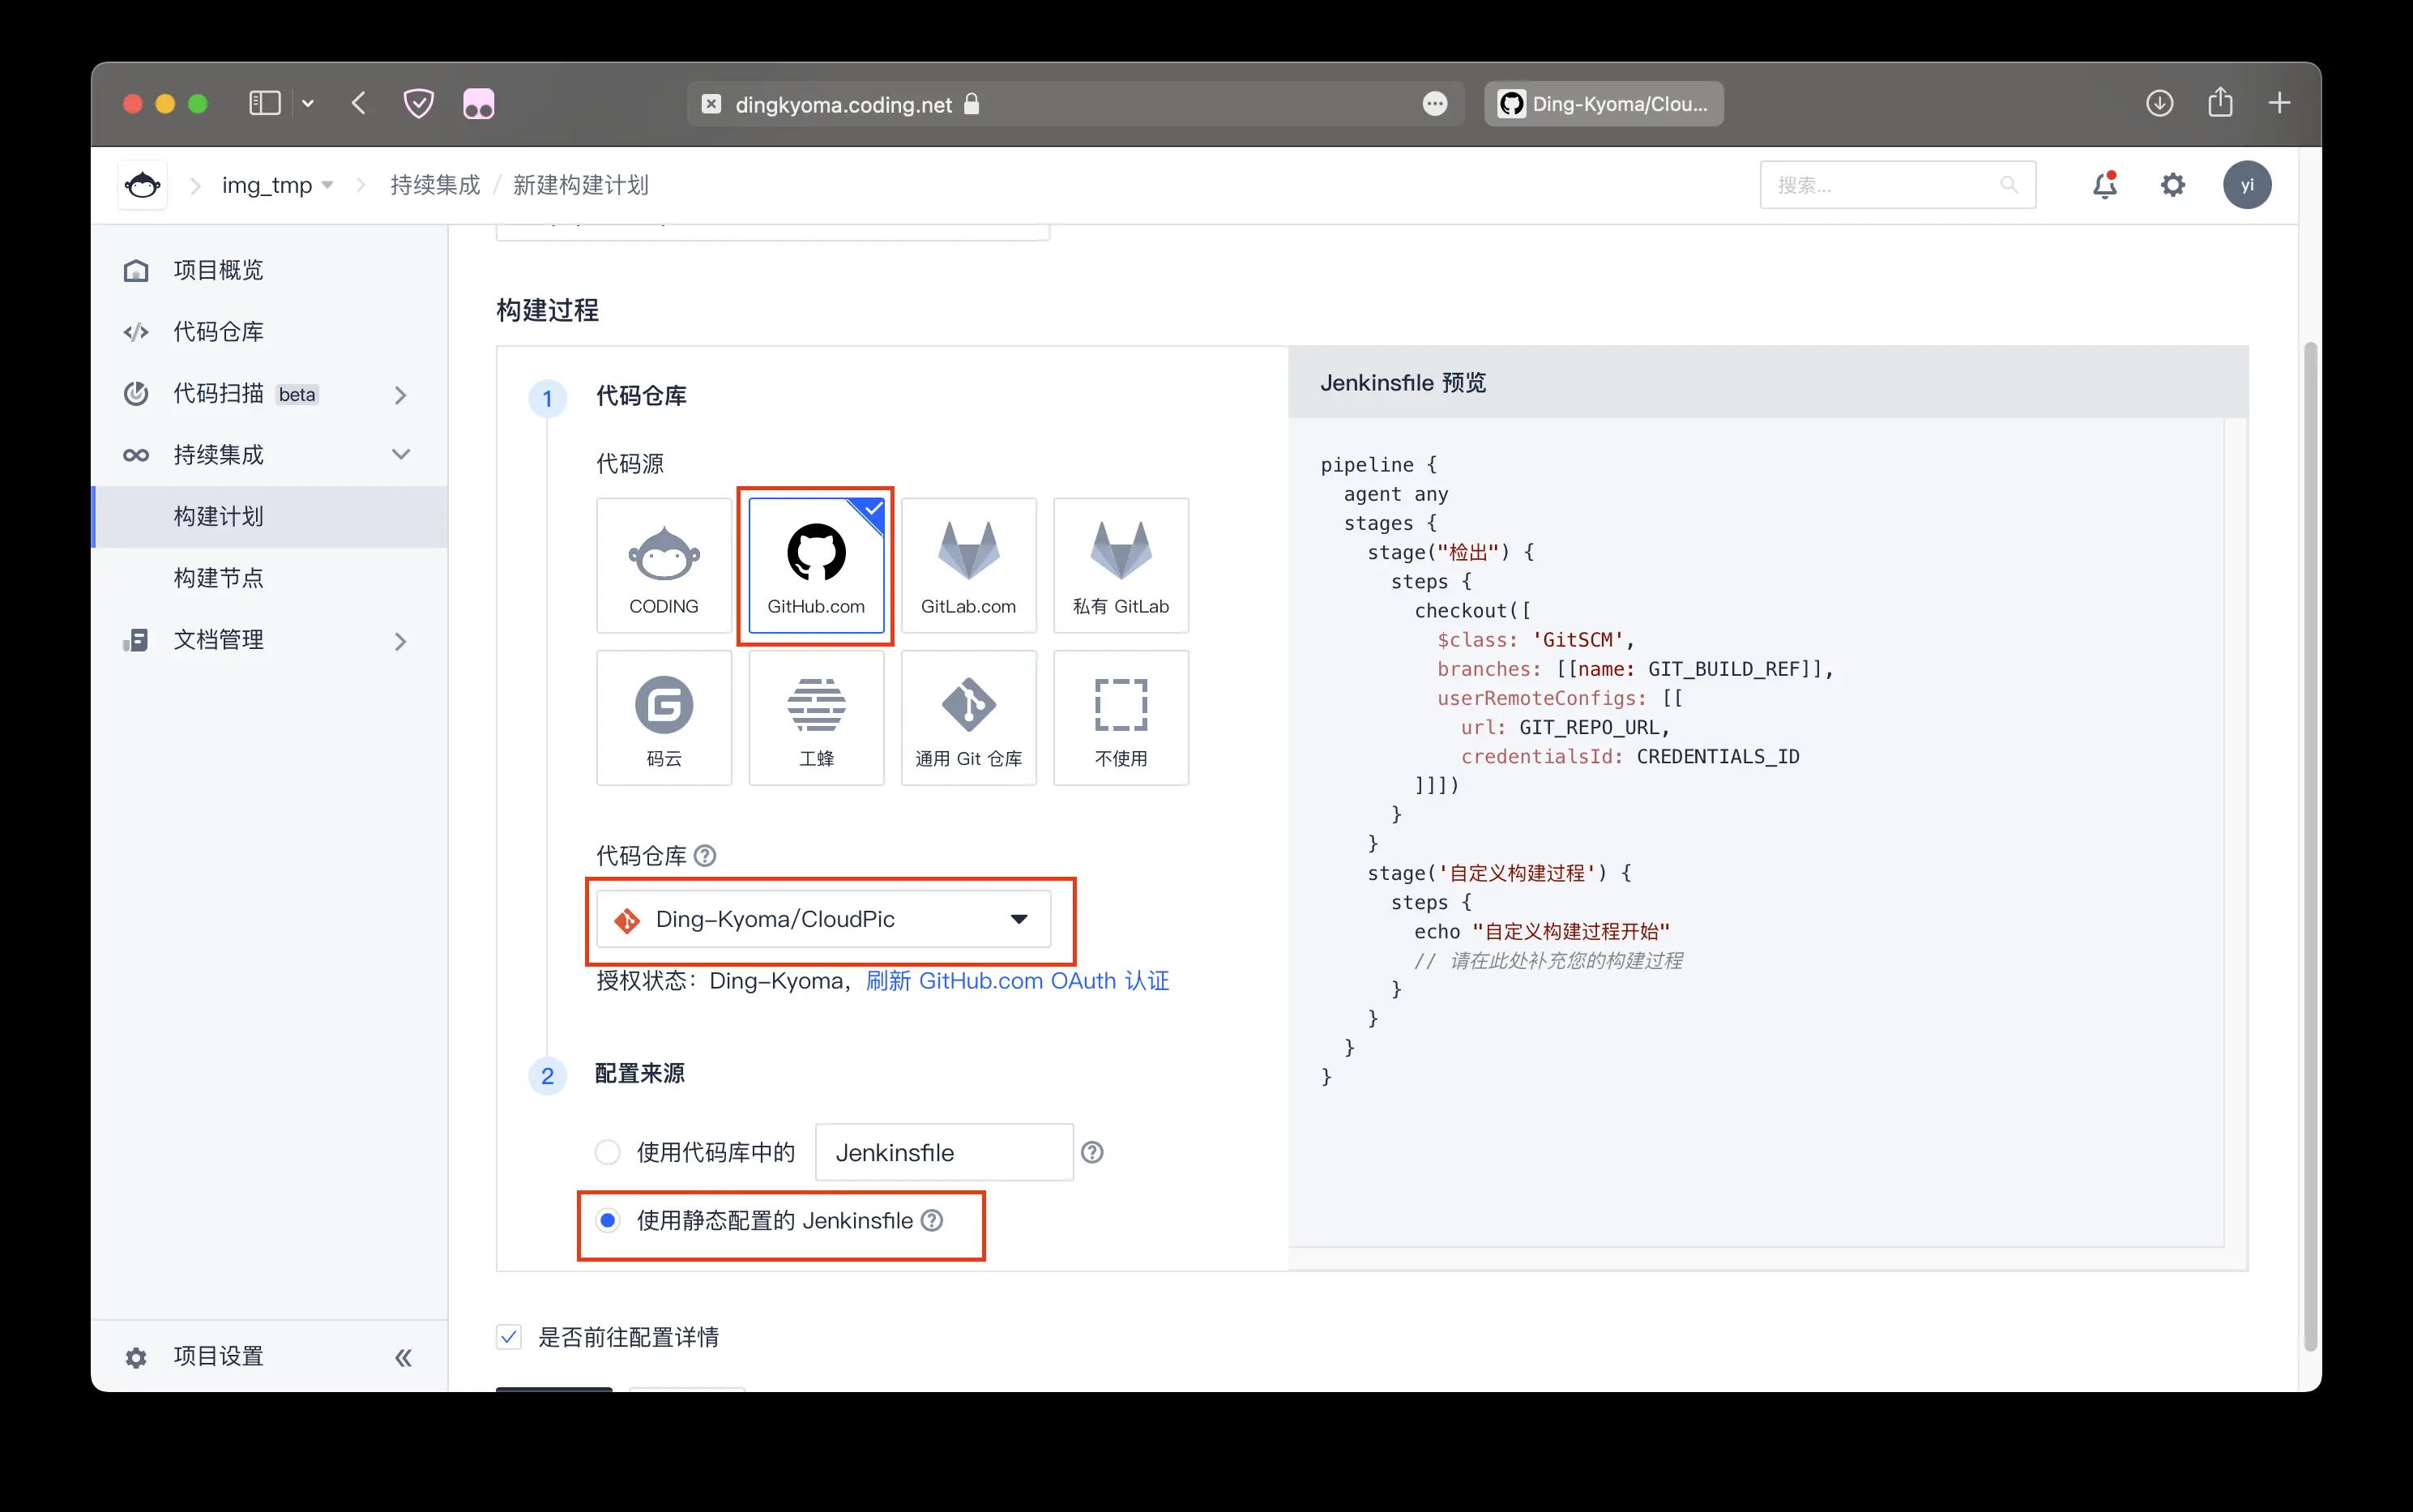 dingkyoma.coding.net
Ding-Kyoma/Clou...
img_tmp
持续集成 / 新建构建计划
搜索...
yi
项目概览
代码仓库
代码扫描 beta
持续集成
构建计划
构建节点
文档管理
项目设置
构建过程
1
代码仓库
代码源
CODING
GitHub.com
GitLab.com
私有 GitLab
码云
工蜂
通用 Git 仓库
不使用
代码仓库
Ding-Kyoma/CloudPic
授权状态：Ding-Kyoma，刷新 GitHub.com OAuth 认证
2
配置来源
使用代码库中的 Jenkinsfile
使用静态配置的 Jenkinsfile
是否前往配置详情
Jenkinsfile 预览
pipeline {
agent any
stages {
stage("检出") {
steps {
checkout([
$class: 'GitSCM',
branches: [[name: GIT_BUILD_REF]],
userRemoteConfigs: [[
url: GIT_REPO_URL,
credentialsId: CREDENTIALS_ID
]]])
}
}
stage('自定义构建过程') {
steps {
echo "自定义构建过程开始"
// 请在此处补充您的构建过程
}
}
}
}